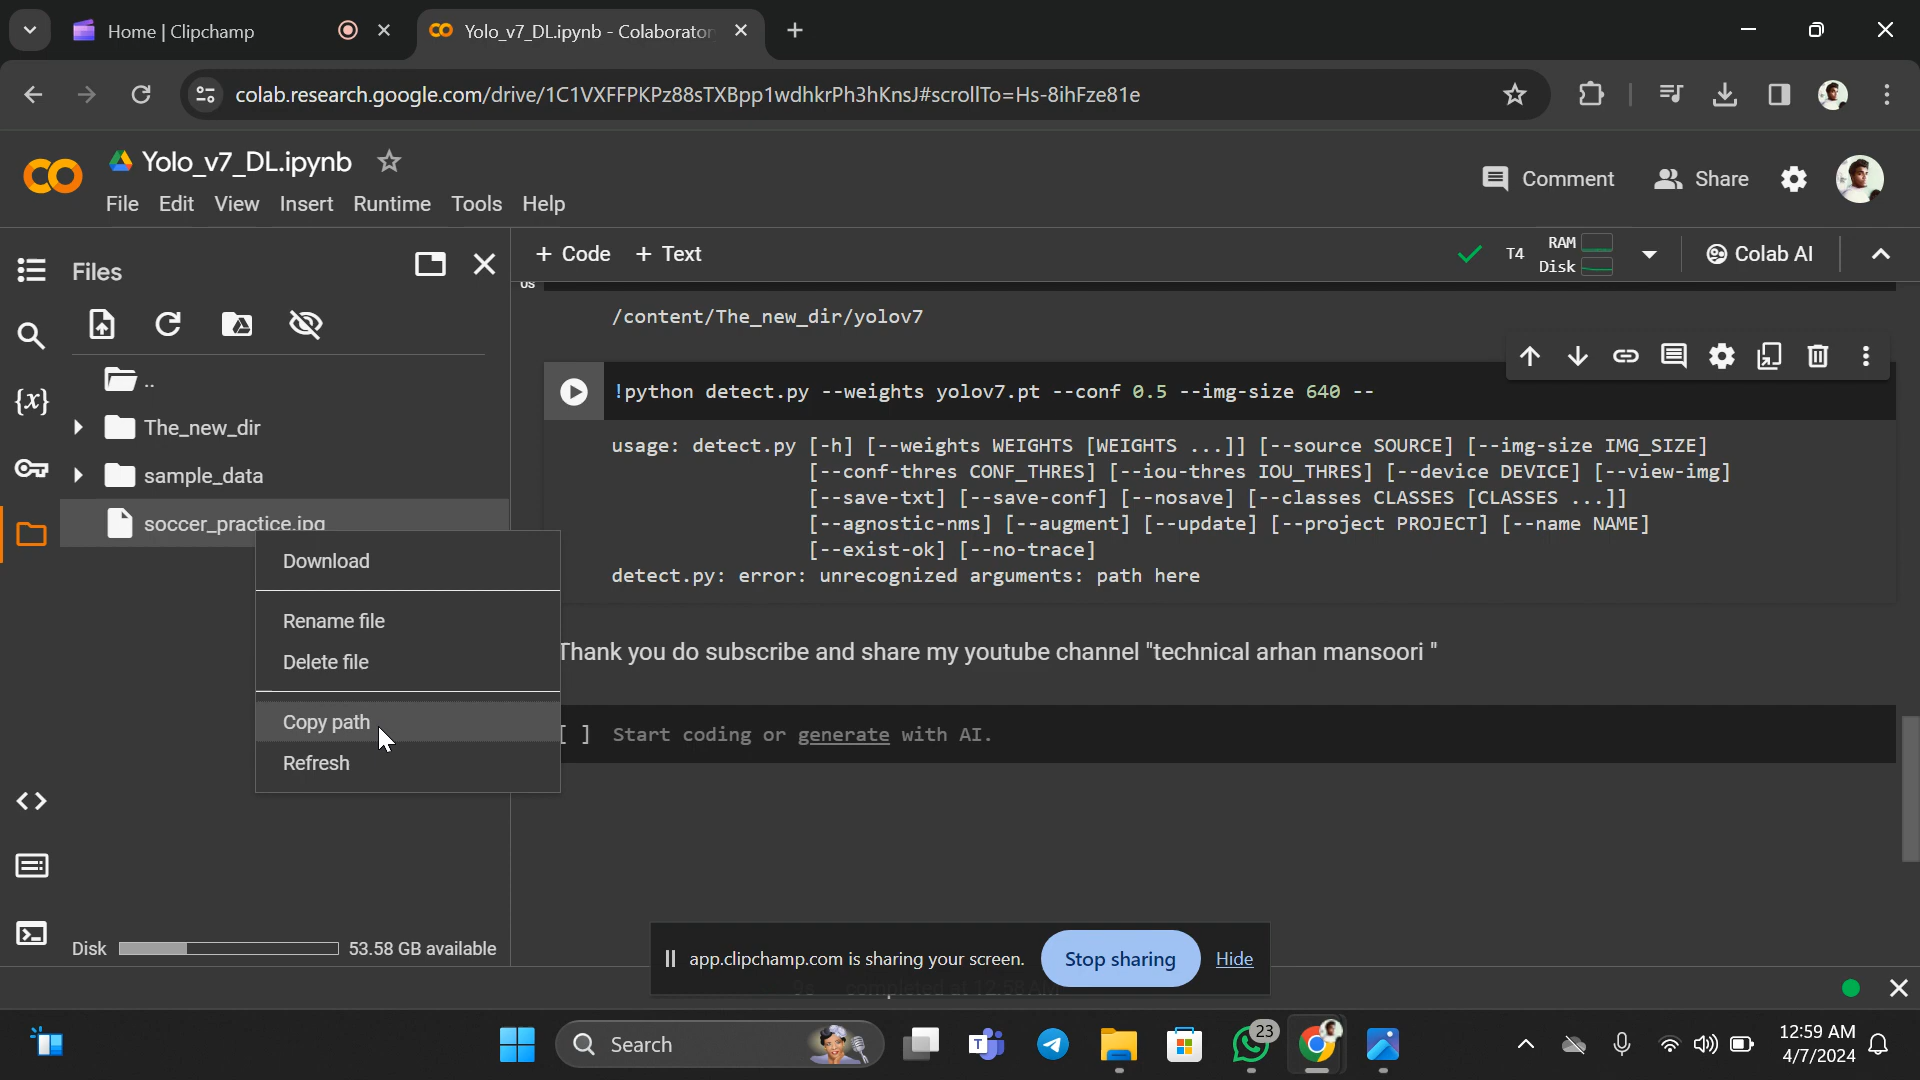 Home | Clipchamp
Yolo_v7_DL.ipynb - Colaborator
colab.research.google.com/drive/1C1VXFFPKPz88sTXBpp1wdhkrPh3hKnsJ#scrollTo=Hs-8ihFze81e
Yolo_v7_DL.ipynb
Comment
Share
File Edit View Insert Runtime Tools Help
Files
+ Code + Text
T4
RAM
Disk
Colab AI
0s
/content/The_new_dir/yolov7
..
!python detect.py --weights yolov7.pt --conf 0.5 --img-size 640 --
The_new_dir
usage: detect.py [-h] [--weights WEIGHTS [WEIGHTS ...]] [--source SOURCE] [--img-size IMG_SIZE]
[--conf-thres CONF_THRES] [--iou-thres IOU_THRES] [--device DEVICE] [--view-img]
sample_data
[--save-txt] [--save-conf] [--nosave] [--classes CLASSES [CLASSES ...]]
soccer_practice.jpg
[--agnostic-nms] [--augment] [--update] [--project PROJECT] [--name NAME]
[--exist-ok] [--no-trace]
detect.py: error: unrecognized arguments: path here
Download
Rename file
Delete file
Copy path
Refresh
Thank you do subscribe and share my youtube channel "technical arhan mansoori "
[ ] Start coding or generate with AI.
Disk 53.58 GB available
app.clipchamp.com is sharing your screen. Stop sharing Hide
9s completed at 12:58 AM
Search
23
12:59 AM
4/7/2024